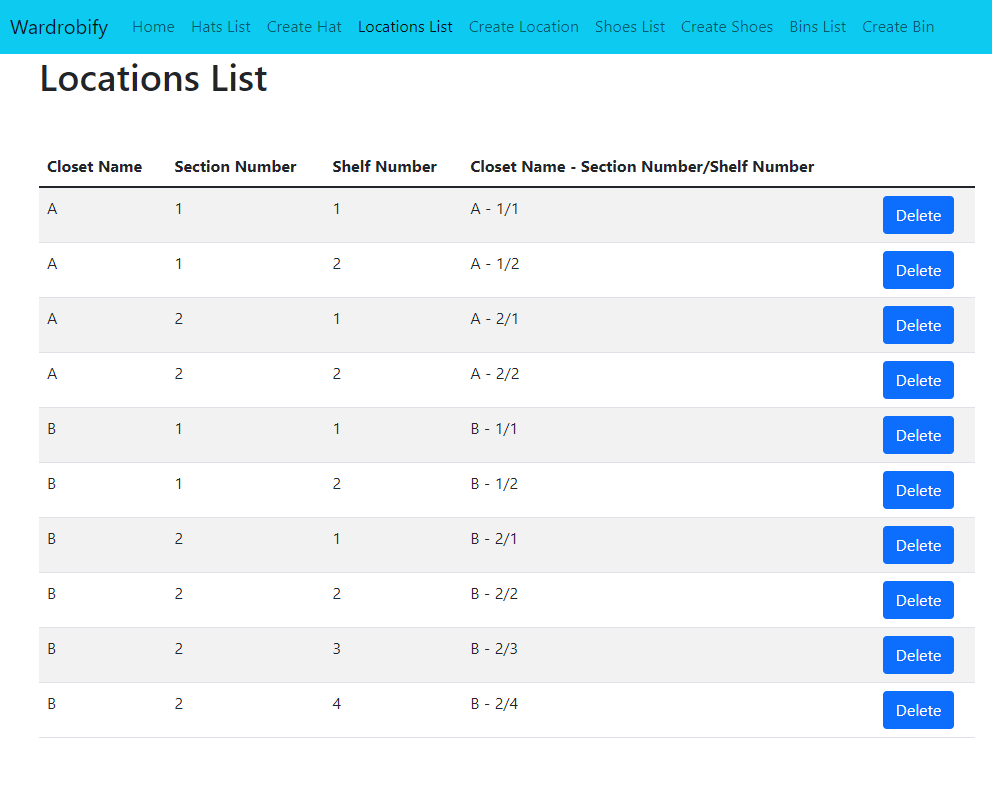 Wardrobify Home Hats List Create Hat Locations List Create Location Shoes List Create Shoes Bins List Create Bin
Locations List
Closet Name Section Number Shelf Number Closet Name - Section Number/Shelf Number
A 1 1 A - 1/1 Delete
A 1 2 A - 1/2 Delete
A 2 1 A - 2/1 Delete
A 2 2 A - 2/2 Delete
B 1 1 B - 1/1 Delete
B 1 2 B - 1/2 Delete
B 2 1 B - 2/1 Delete
B 2 2 B - 2/2 Delete
B 2 3 B - 2/3 Delete
B 2 4 B - 2/4 Delete